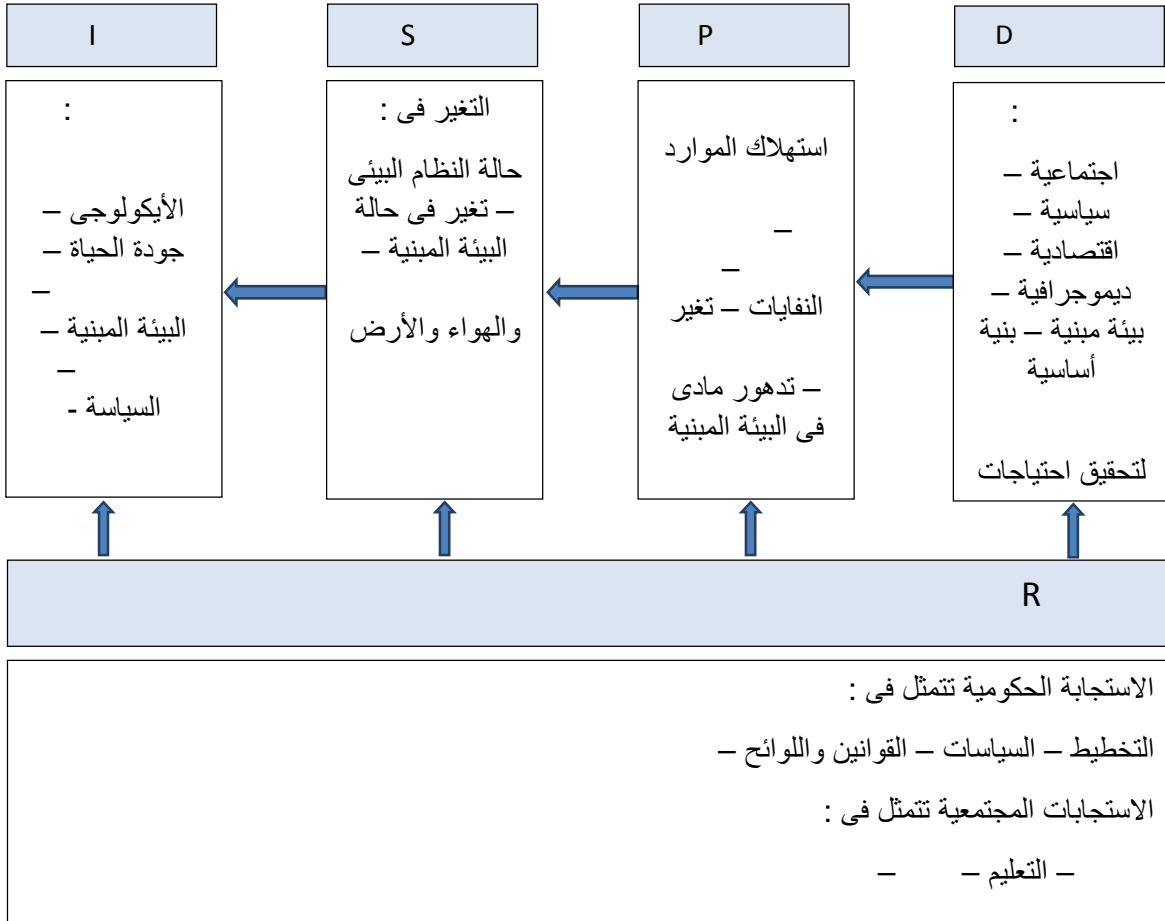 D
P
S
I
:
اجتماعية –
سياسية –
اقتصادية –
ديموجرافية –
بيئة مبنية – بنية
أساسية
لتحقيق احتياجات
استهلاك الموارد
–
–
النفايات – تغير
– تدهور مادى
فى البيئة المبنية
التغير فى :
حالة النظام البيئى
– تغير فى حالة
البيئة المبنية –
والهواء والأرض
:
الأيكولوجى –
جودة الحياة –
–
البيئة المبنية –
–
السياسة -
R
الاستجابة الحكومية تتمثل فى :
التخطيط – السياسات – القوانين واللوائح –
الاستجابات المجتمعية تتمثل فى :
– التعليم – –